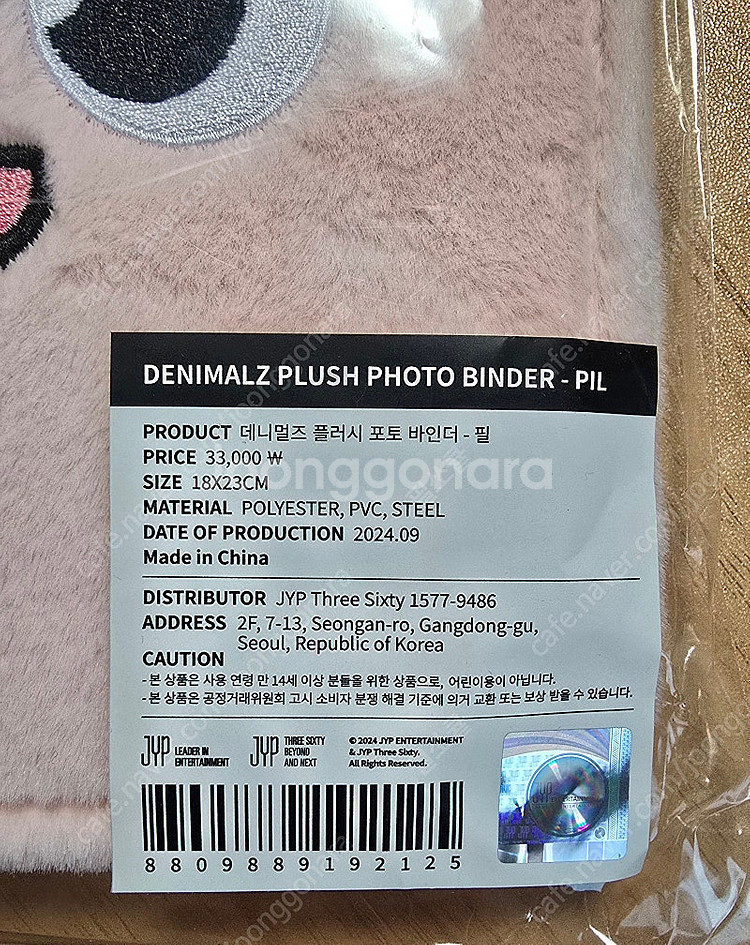 DENIMALZ PLUSH PHOTO BINDER - PIL
PRODUCT 데니멀즈 플러시 포토 바인더 - 필
PRICE 33,000 ₩
joonggonara
SIZE 18X23CM
MATERIAL POLYESTER, PVC, STEEL
DATE OF PRODUCTION 2024.09
Made in China
DISTRIBUTOR JYP Three Sixty 1577-9486
ADDRESS 2F, 7-13, Seongan-ro, Gangdong-gu,
Seoul, Republic of Korea
CAUTION
- 본 상품은 사용 연령 만 14세 이상 분들을 위한 상품으로, 어린이용이 아닙니다.
- 본 상품은 공정거래위원회 고시 소비자 분쟁 해결 기준에 의거 교환 또는 보상 받을 수 있습니다.
JYP LEADER IN ENTERTAINMENT
JYP THREE SIXTY BEYOND AND NEXT
© 2024 JYP ENTERTAINMENT
& JYP Three Sixty.
All Rights Reserved.
JYP ENTERTAINMENT
8809889192125
cafe.naver.com/joonggonara